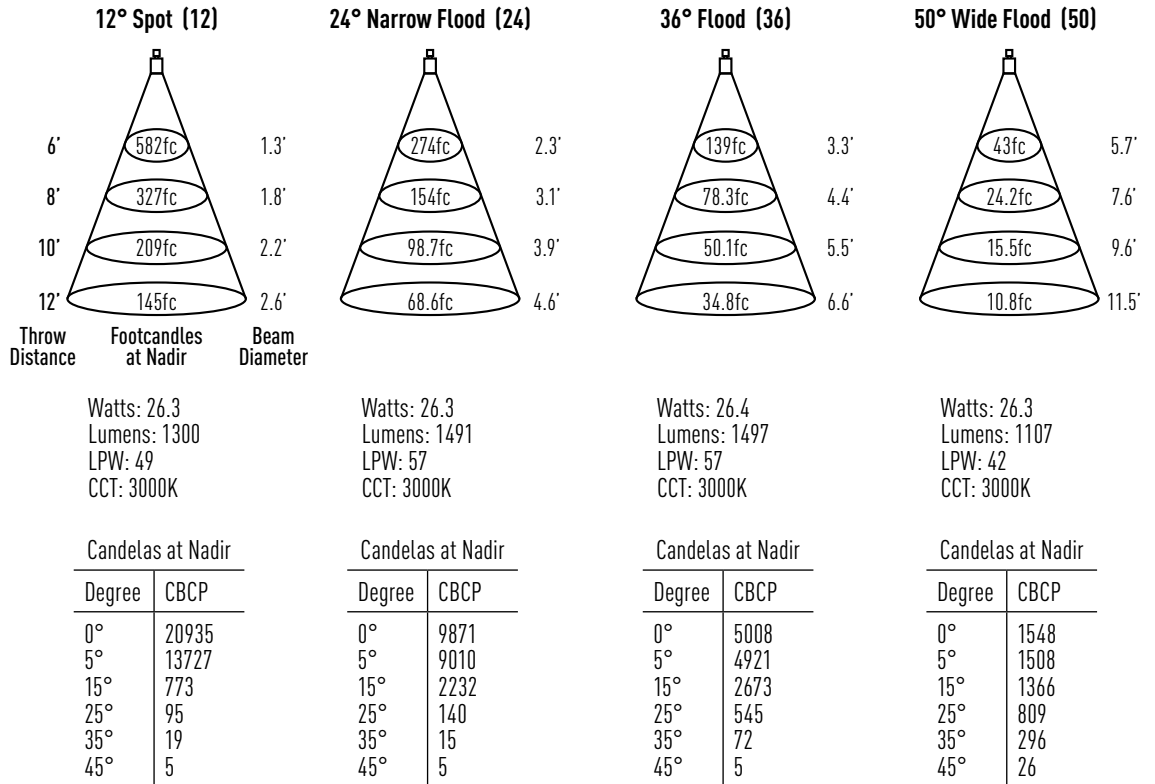 12° Spot (12)
24° Narrow Flood (24)
36° Flood (36)
50° Wide Flood (50)
6' 582fc 1.3' 274fc 2.3' 139fc 3.3' 43fc 5.7'
8' 327fc 1.8' 154fc 3.1' 78.3fc 4.4' 24.2fc 7.6'
10' 209fc 2.2' 98.7fc 3.9' 50.1fc 5.5' 15.5fc 9.6'
12' 145fc 2.6' 68.6fc 4.6' 34.8fc 6.6' 10.8fc 11.5'
Throw Distance
Footcandles at Nadir
Beam Diameter
Watts: 26.3
Lumens: 1300
LPW: 49
CCT: 3000K
Watts: 26.3
Lumens: 1491
LPW: 57
CCT: 3000K
Watts: 26.4
Lumens: 1497
LPW: 57
CCT: 3000K
Watts: 26.3
Lumens: 1107
LPW: 42
CCT: 3000K
Candelas at Nadir
Degree CBCP
0° 20935
5° 13727
15° 773
25° 95
35° 19
45° 5
Candelas at Nadir
Degree CBCP
0° 9871
5° 9010
15° 2232
25° 140
35° 15
45° 5
Candelas at Nadir
Degree CBCP
0° 5008
5° 4921
15° 2673
25° 545
35° 72
45° 5
Candelas at Nadir
Degree CBCP
0° 1548
5° 1508
15° 1366
25° 809
35° 296
45° 26